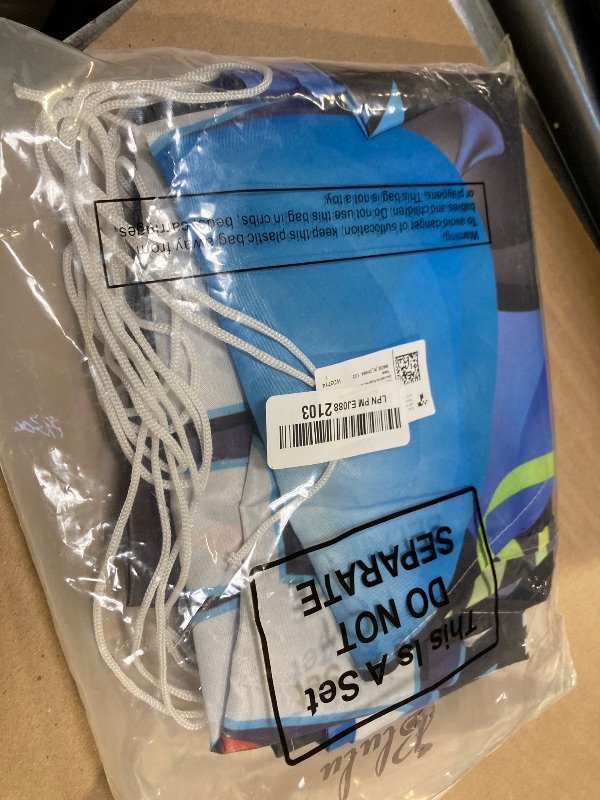 Warning:
To avoid danger of suffocation, keep this plastic bag away from
babies and children. Do not use this bag in cribs, beds, carriages,
or playpens. This bag is not a toy.
WD0714
LPN PM EJ088 2103
This Is A Set
DO NOT
SEPARATE
Blulu